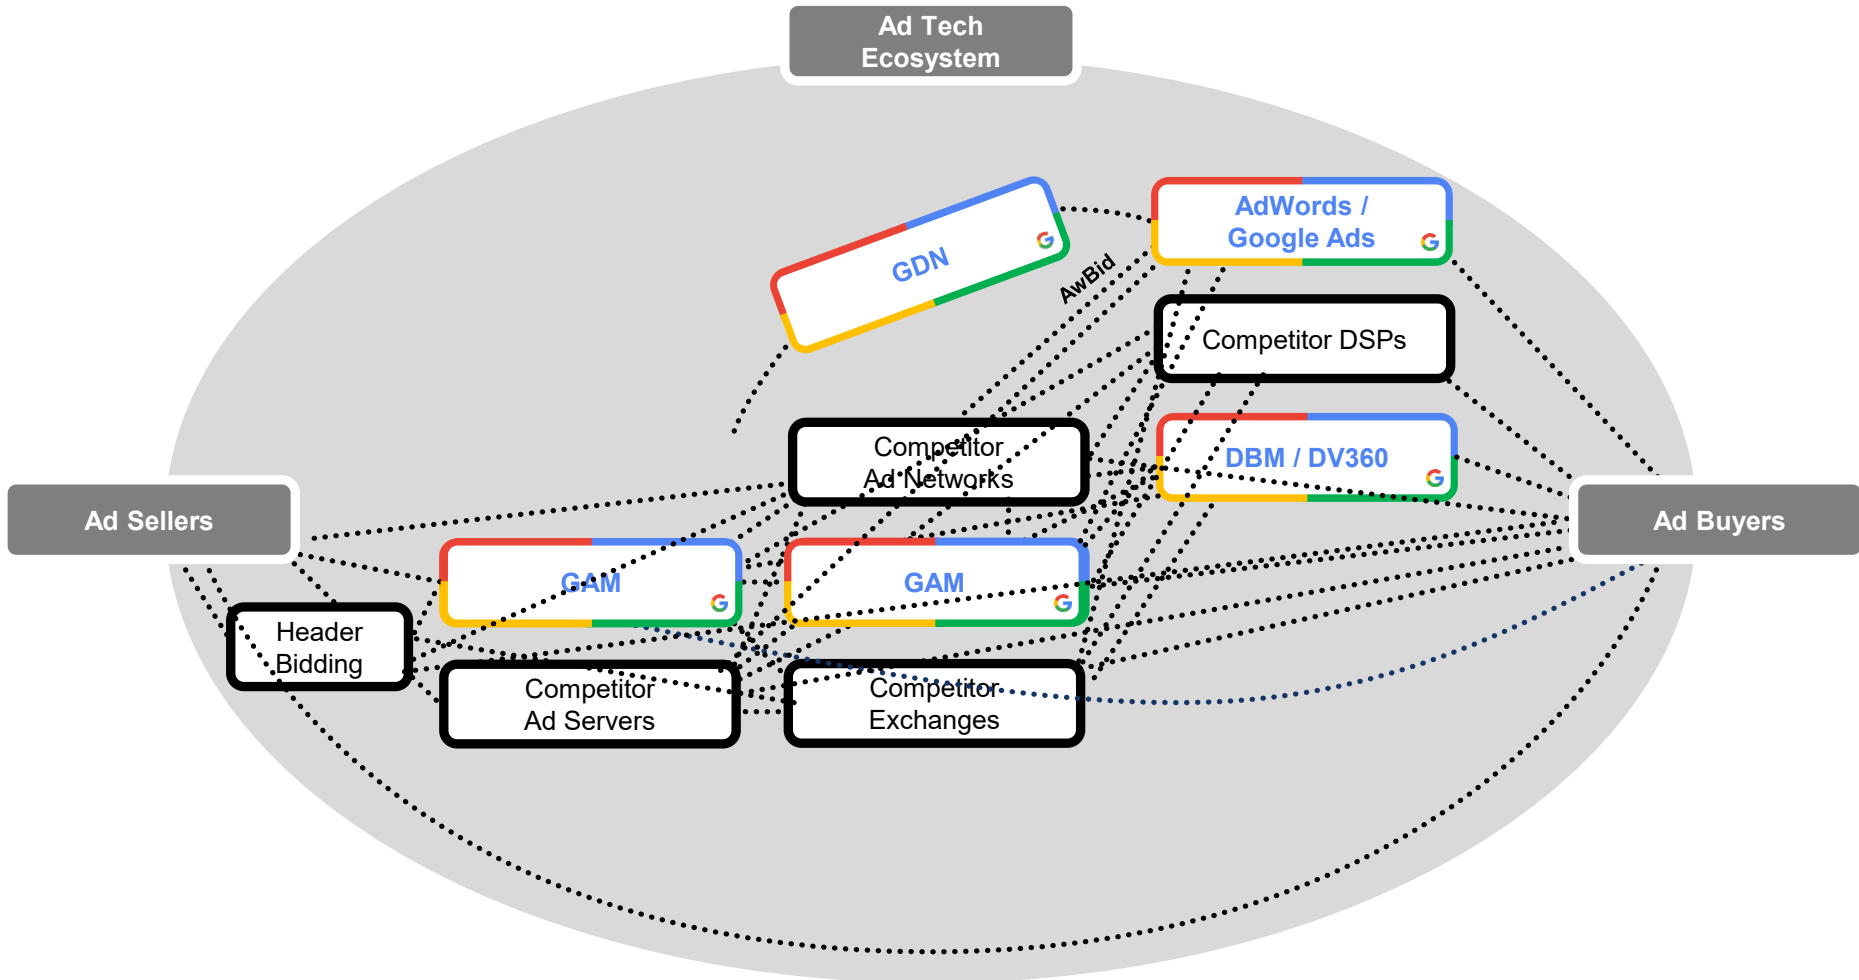 Ad Tech
Ecosystem
AdWords /
Google Ads
GDN
AwBid
Competitor DSPs
Competitor
Ad Networks
DBM / DV360
Ad Sellers
Ad Buyers
GAM
GAM
Header
Bidding
Competitor
Ad Servers
Competitor
Exchanges